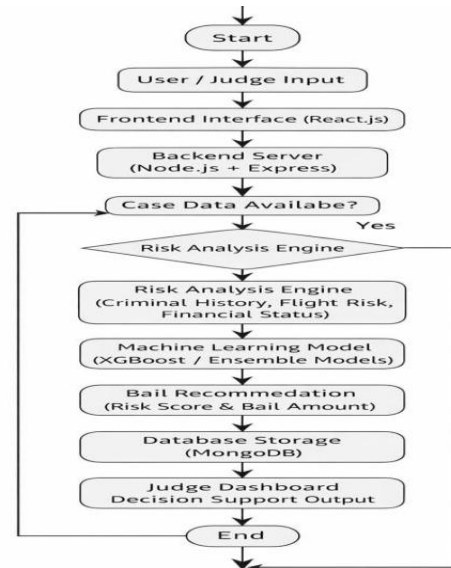 Start
User / Judge Input
Frontend Interface (React.js)
Backend Server
(Node.js + Express)
Case Data Availabe?
Yes
Risk Analysis Engine
Risk Analysis Engine
(Criminal History, Flight Risk,
Financial Status)
Machine Learning Model
(XGBoost / Ensemble Models)
Bail Recommedation
(Risk Score & Bail Amount)
Database Storage
(MongoDB)
Judge Dashboard
Decision Support Output
End